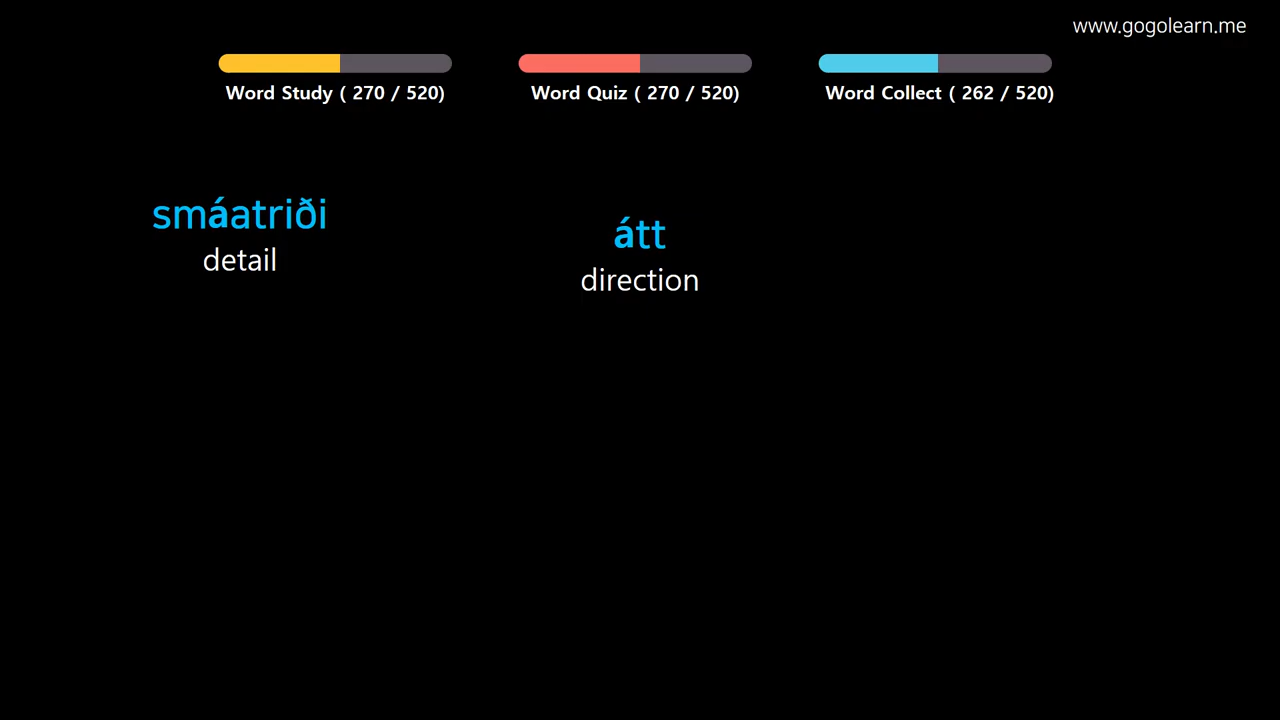 www.gogolearn.me
Word Study ( 270 / 520)
Word Quiz ( 270 / 520)
Word Collect ( 262 / 520)
smáatriði
detail
átt
direction